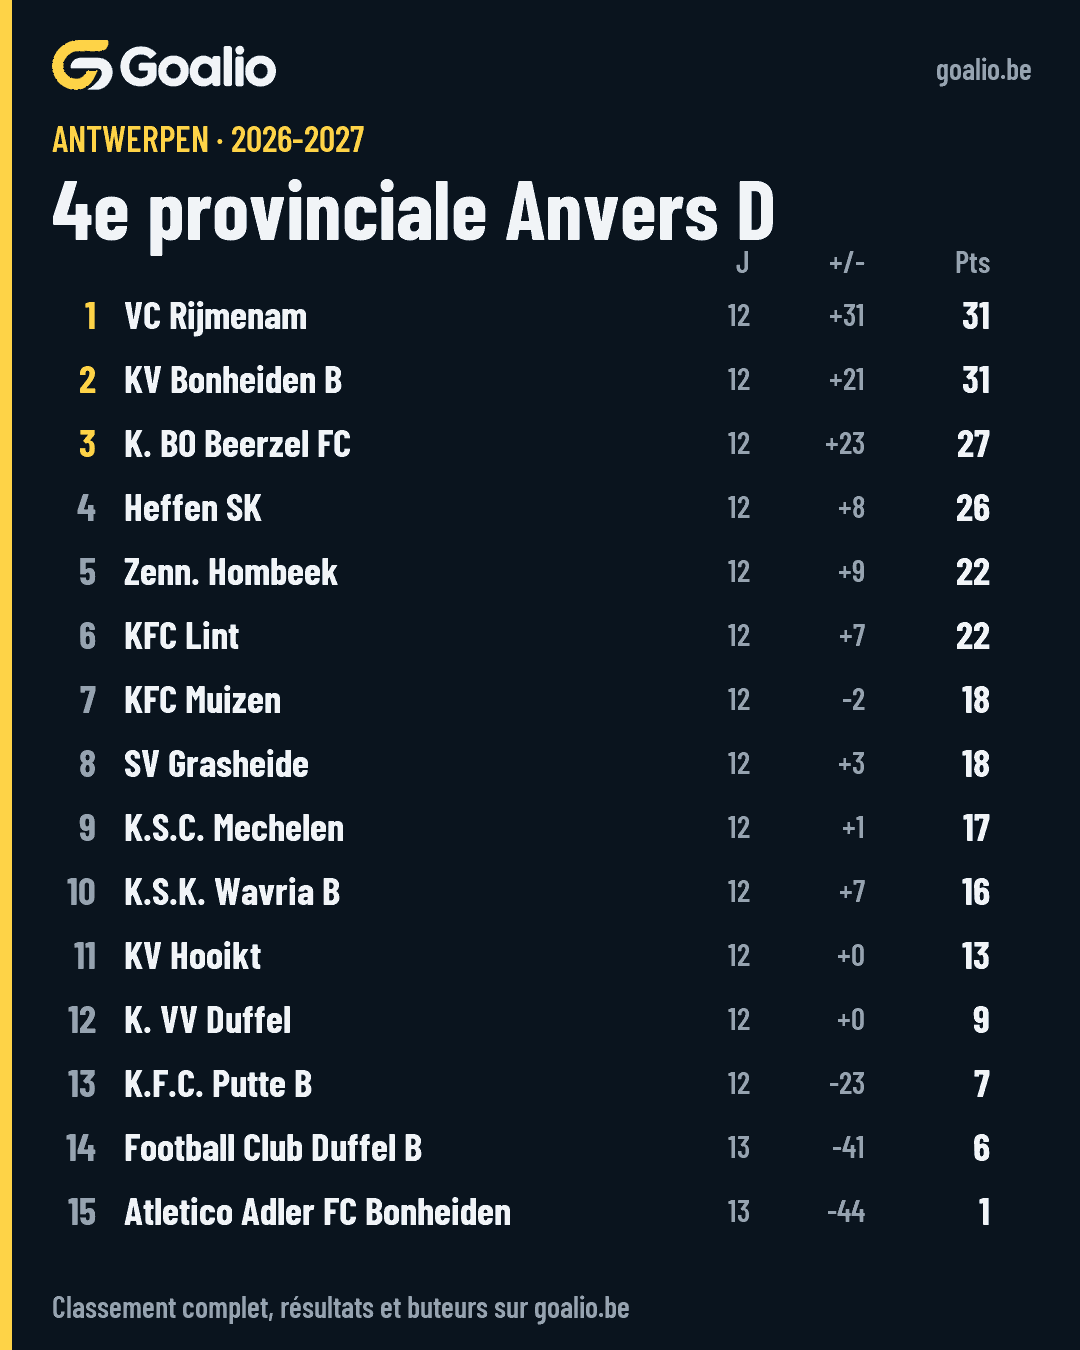 Goalio
goalio.be
ANTWERPEN · 2026-2027
4e provinciale Anvers D
J +/- Pts
1 VC Rijmenam 12 +31 31
2 KV Bonheiden B 12 +21 31
3 K. BO Beerzel FC 12 +23 27
4 Heffen SK 12 +8 26
5 Zenn. Hombeek 12 +9 22
6 KFC Lint 12 +7 22
7 KFC Muizen 12 -2 18
8 SV Grasheide 12 +3 18
9 K.S.C. Mechelen 12 +1 17
10 K.S.K. Wavria B 12 +7 16
11 KV Hooikt 12 +0 13
12 K. VV Duffel 12 +0 9
13 K.F.C. Putte B 12 -23 7
14 Football Club Duffel B 13 -41 6
15 Atletico Adler FC Bonheiden 13 -44 1
Classement complet, résultats et buteurs sur goalio.be